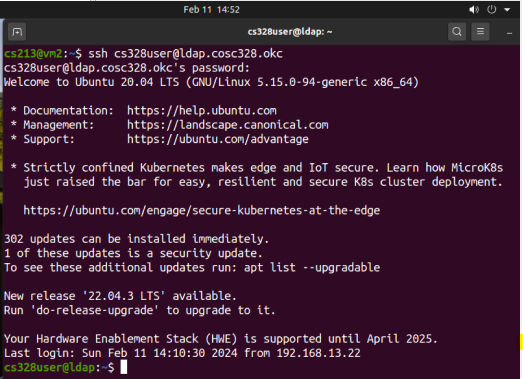 Feb 11 14:52
cs328user@ldap: ~
cs213@vm2:~$ ssh cs328user@ldap.cosc328.okc
cs328user@ldap.cosc328.okc's password:
Welcome to Ubuntu 20.04 LTS (GNU/Linux 5.15.0-94-generic x86_64)
* Documentation: https://help.ubuntu.com
* Management: https://landscape.canonical.com
* Support: https://ubuntu.com/advantage
* Strictly confined Kubernetes makes edge and IoT secure. Learn how MicroK8s
just raised the bar for easy, resilient and secure K8s cluster deployment.
https://ubuntu.com/engage/secure-kubernetes-at-the-edge
302 updates can be installed immediately.
1 of these updates is a security update.
To see these additional updates run: apt list --upgradable
New release '22.04.3 LTS' available.
Run 'do-release-upgrade' to upgrade to it.
Your Hardware Enablement Stack (HWE) is supported until April 2025.
Last login: Sun Feb 11 14:10:30 2024 from 192.168.13.22
cs328user@ldap:~$